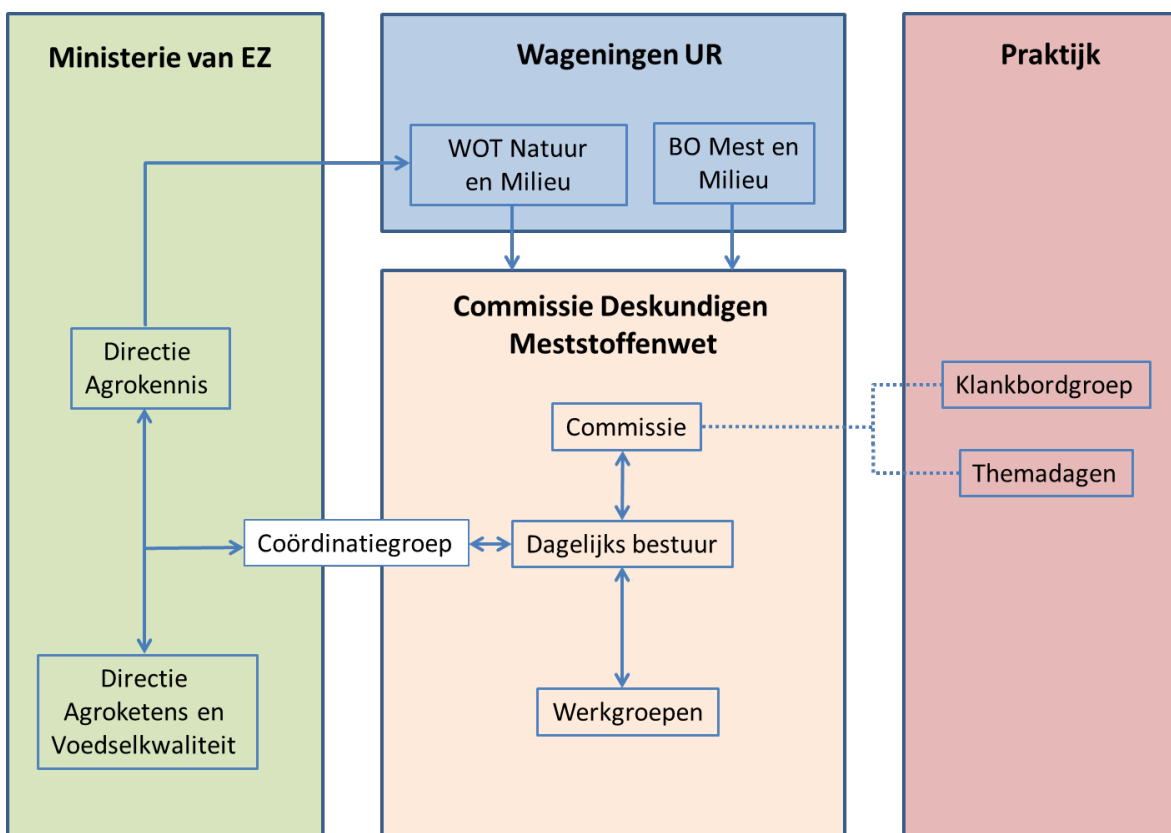 Ministerie van EZ
Wageningen UR
Praktijk
WOT Natuur
en Milieu
BO Mest en
Milieu
Commissie Deskundigen
Meststoffenwet
Directie
Agrokennis
Klankbordgroep
Commissie
Themadagen
Coördinatiegroep
Dagelijks bestuur
Directie
Agroketens en
Voedselkwaliteit
Werkgroepen